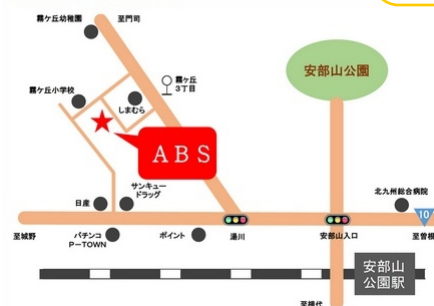 霧ケ丘幼稚園
至門司
霧ケ丘
3丁目
安部山公園
霧ケ丘小学校
しまむら
ABS
サンキュー
ドラッグ
日産
北九州総合病院
10
至城野
パチンコ
P-TOWN
ポイント
湯川
安部山入口
至曽根
安部山
公園駅
至横代